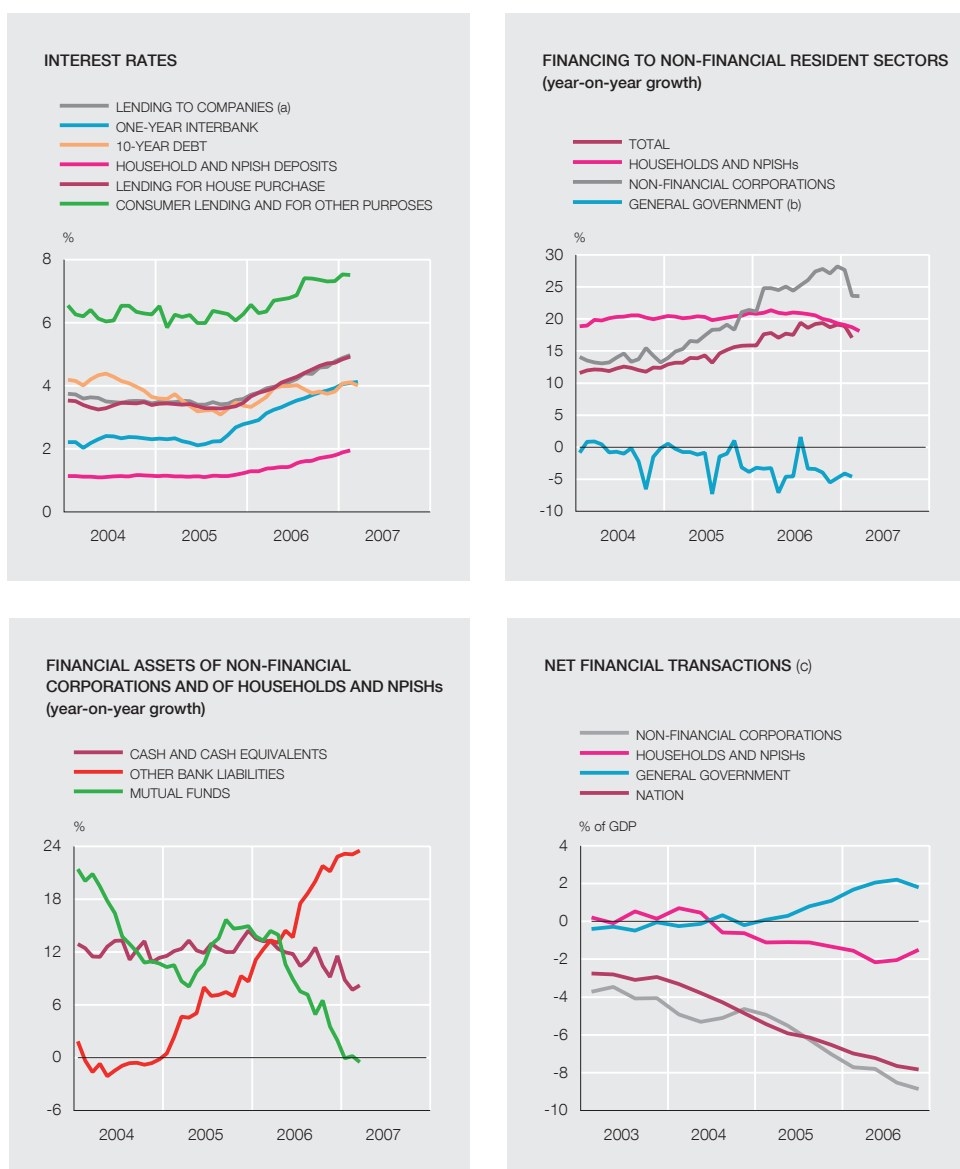 INTEREST RATES
LENDING TO COMPANIES (a)
ONE-YEAR INTERBANK
10-YEAR DEBT
HOUSEHOLD AND NPISH DEPOSITS
LENDING FOR HOUSE PURCHASE
CONSUMER LENDING AND FOR OTHER PURPOSES
%
8
6
4
2
0
2004 2005 2006 2007
FINANCING TO NON-FINANCIAL RESIDENT SECTORS
(year-on-year growth)
TOTAL
HOUSEHOLDS AND NPISHs
NON-FINANCIAL CORPORATIONS
GENERAL GOVERNMENT (b)
%
30
25
20
15
10
5
0
-5
-10
2004 2005 2006 2007
FINANCIAL ASSETS OF NON-FINANCIAL
CORPORATIONS AND OF HOUSEHOLDS AND NPISHs
(year-on-year growth)
CASH AND CASH EQUIVALENTS
OTHER BANK LIABILITIES
MUTUAL FUNDS
%
24
18
12
6
0
-6
2004 2005 2006 2007
NET FINANCIAL TRANSACTIONS (c)
NON-FINANCIAL CORPORATIONS
HOUSEHOLDS AND NPISHs
GENERAL GOVERNMENT
NATION
% of GDP
4
2
0
-2
-4
-6
-8
-10
2003 2004 2005 2006